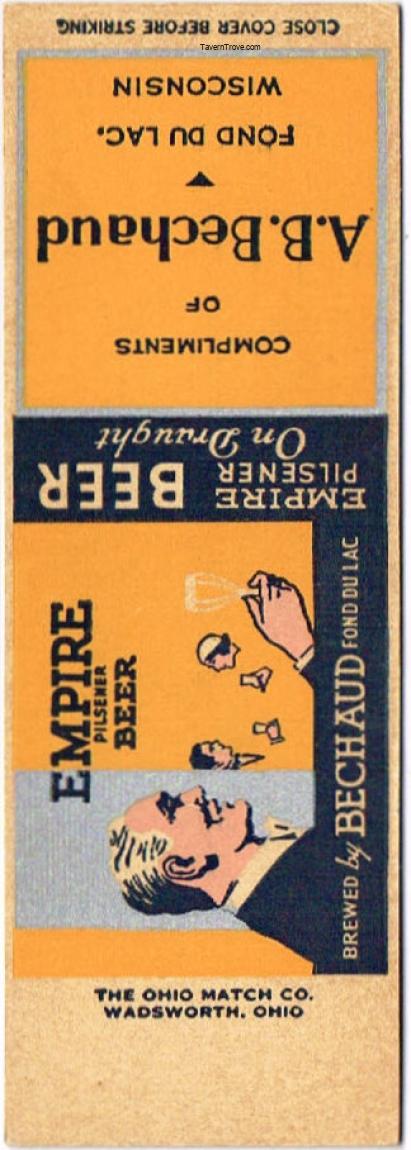 CLOSE COVER BEFORE STRIKING
TavernTrove.com
COMPLIMENTS
OF
A.B.Bechaud
FOND DU LAC,
WISCONSIN
EMPIRE
PILSENER
BEER
On Draught
EMPIRE
PILSENER
BEER
BREWED by BECHAUD FOND DU LAC
THE OHIO MATCH CO.
WADSWORTH, OHIO